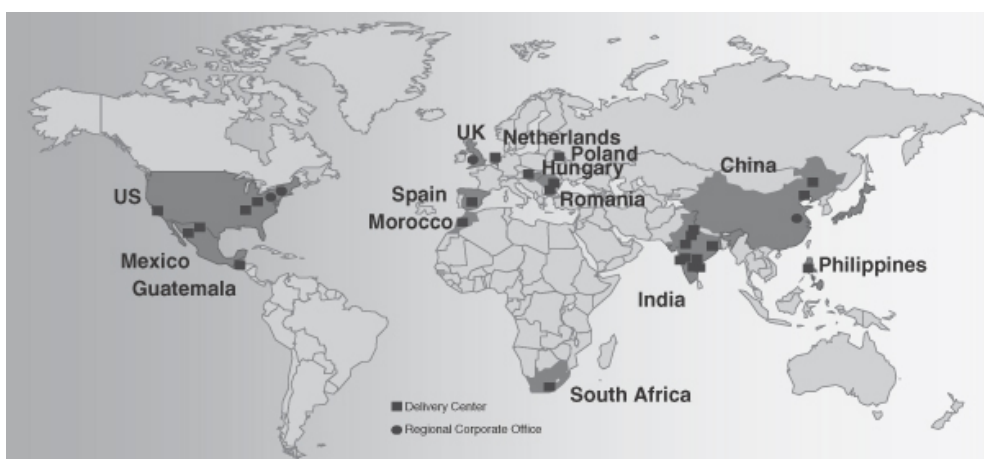 UK
Netherlands
Poland
Hungary
China
US
Spain
Romania
Morocco
Mexico
Philippines
Guatemala
India
South Africa
Delivery Center
Regional Corporate Office